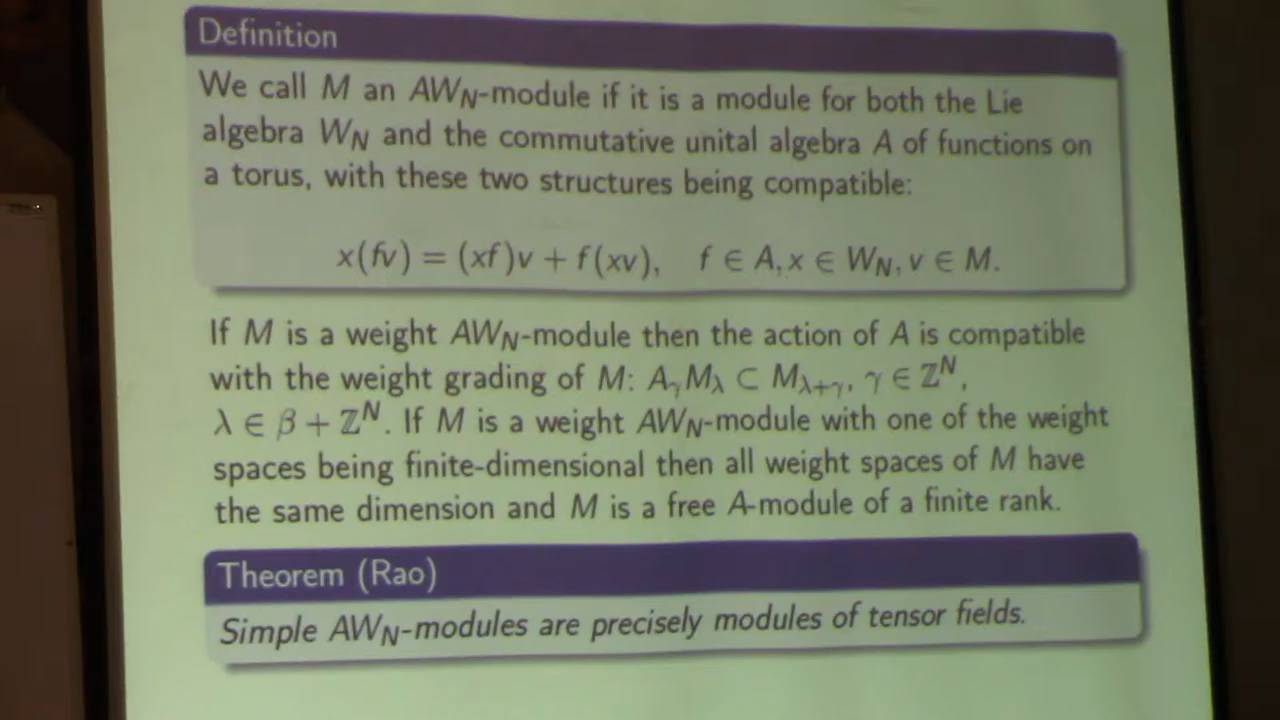 Definition
We call M an AW_N-module if it is a module for both the Lie
algebra W_N and the commutative unital algebra A of functions on
a torus, with these two structures being compatible:
x(fv) = (xf)v + f(xv), f ∈ A, x ∈ W_N, v ∈ M.
If M is a weight AW_N-module then the action of A is compatible
with the weight grading of M: A_γ M_λ ⊂ M_{λ+γ}, γ ∈ ℤ^N,
λ ∈ β + ℤ^N. If M is a weight AW_N-module with one of the weight
spaces being finite-dimensional then all weight spaces of M have
the same dimension and M is a free A-module of a finite rank.
Theorem (Rao)
Simple AW_N-modules are precisely modules of tensor fields.